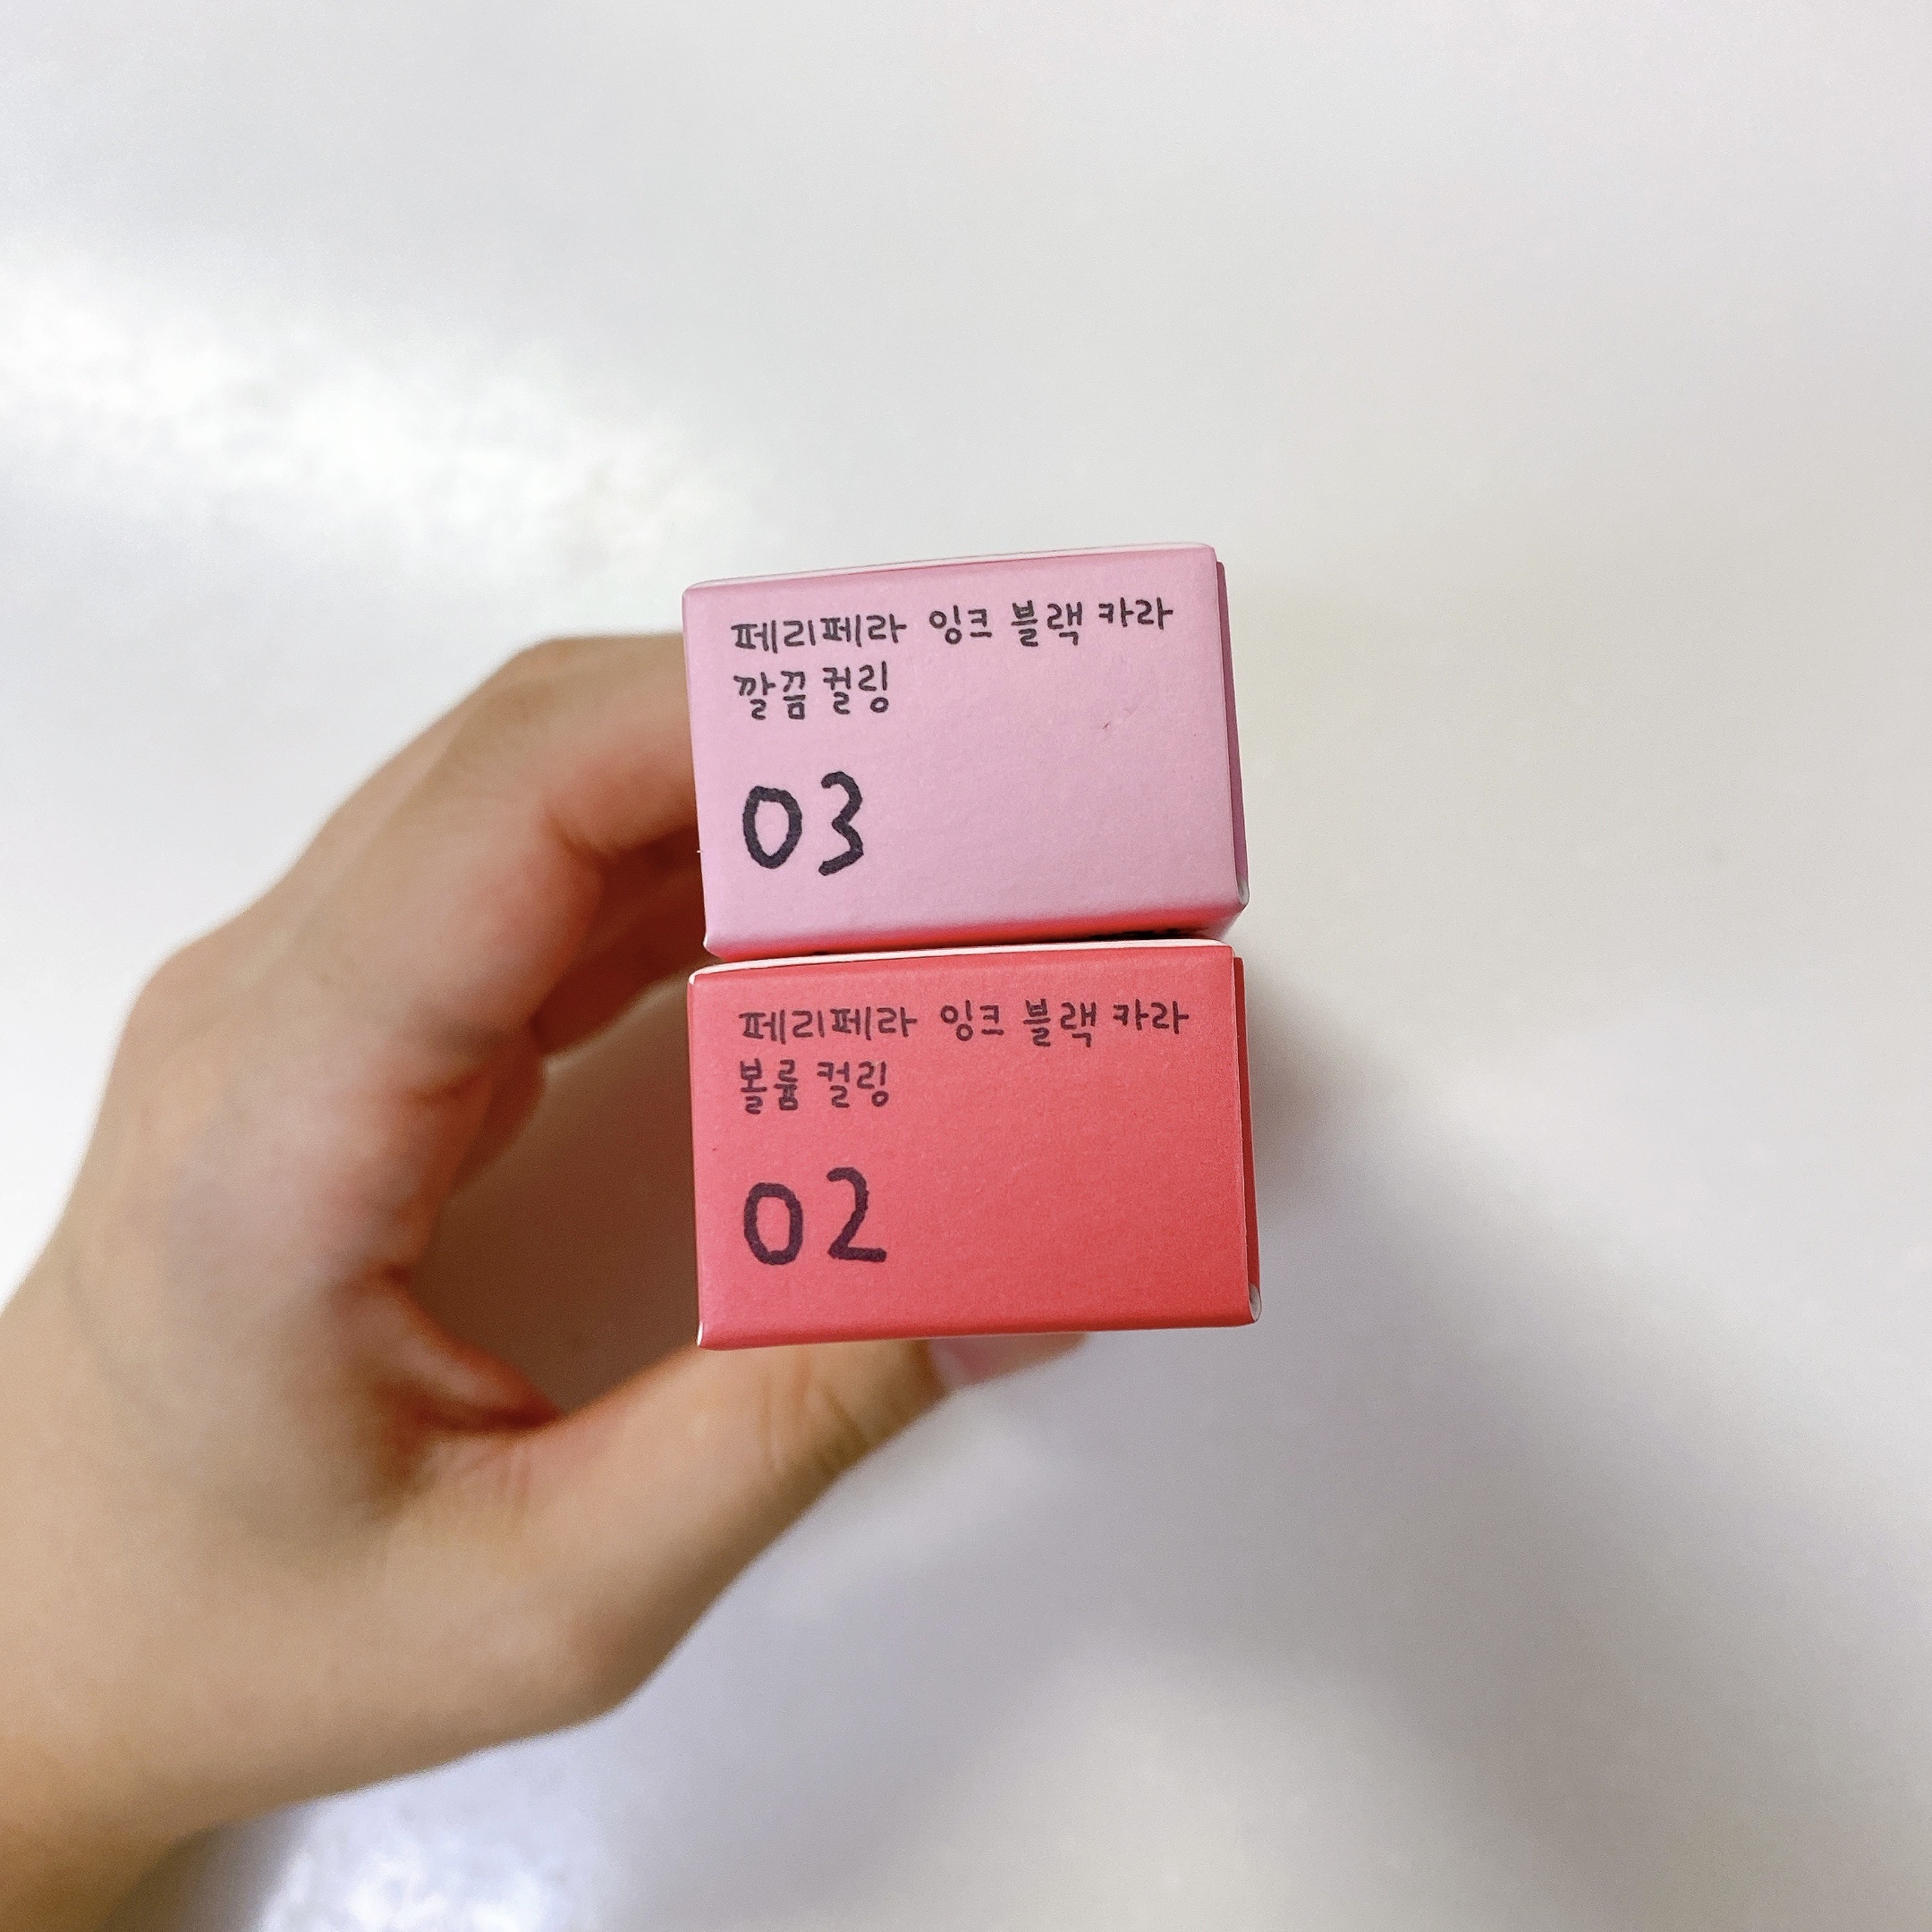 페리페라 잉크 블랙 카라
깔끔 컬링
03
페리페라 잉크 블랙 카라
볼륨 컬링
02